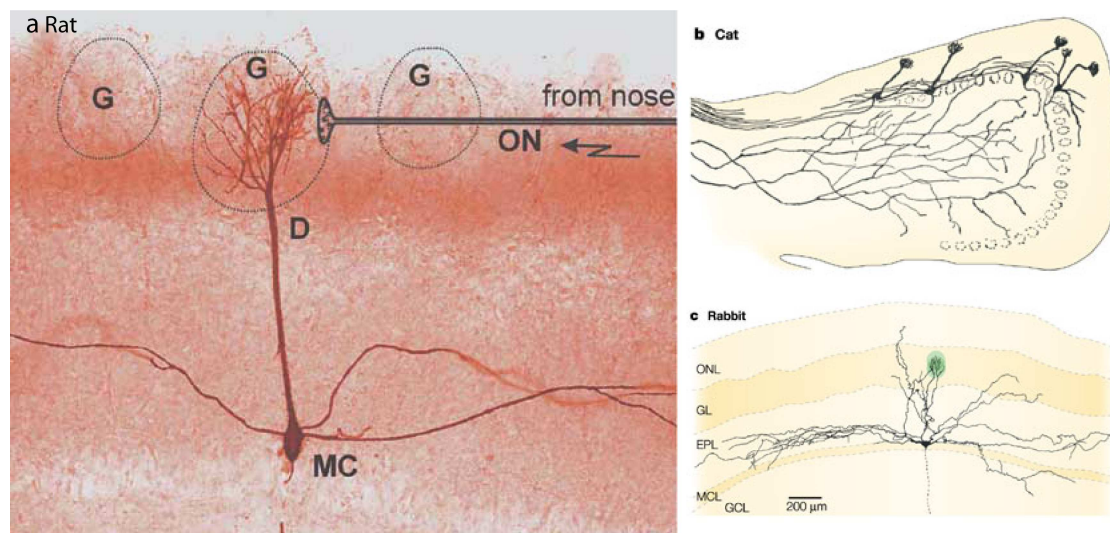 a Rat
G
G
G
from nose
ON
D
MC
b Cat
c Rabbit
ONL
GL
EPL
MCL
GCL
200 μm